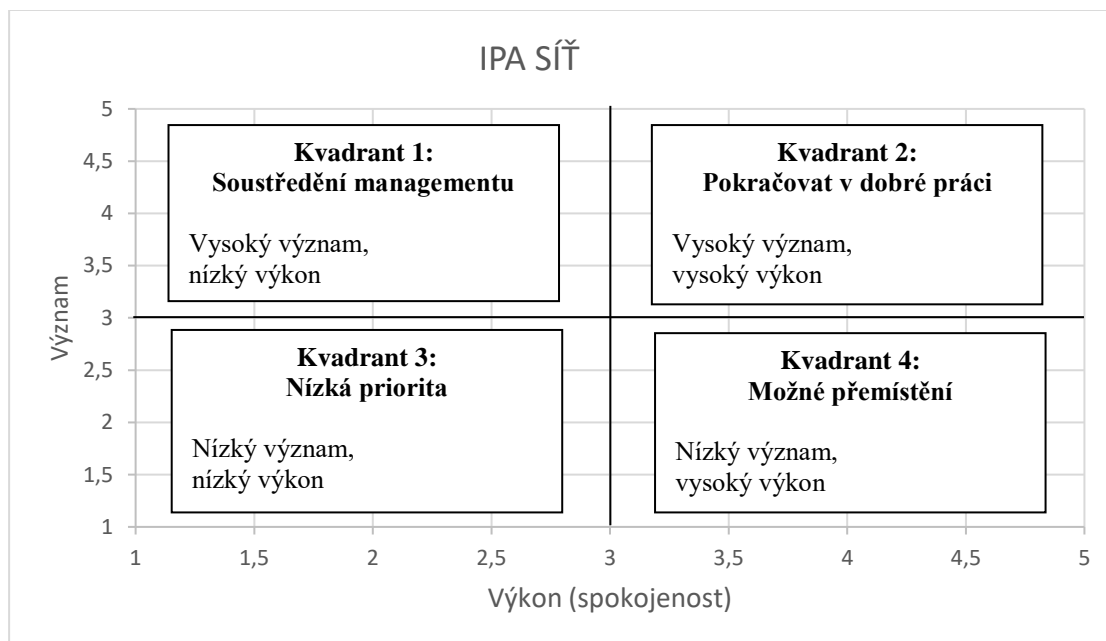 IPA SÍŤ
5
4,5
4
3,5
3
2,5
2
1,5
1
Význam
Kvadrant 1:
Soustředění managementu
Vysoký význam,
nízký výkon
Kvadrant 2:
Pokračovat v dobré práci
Vysoký význam,
vysoký výkon
Kvadrant 3:
Nízká priorita
Nízký význam,
nízký výkon
Kvadrant 4:
Možné přemístění
Nízký význam,
vysoký výkon
1
1,5
2
2,5
3
3,5
4
4,5
5
Výkon (spokojenost)